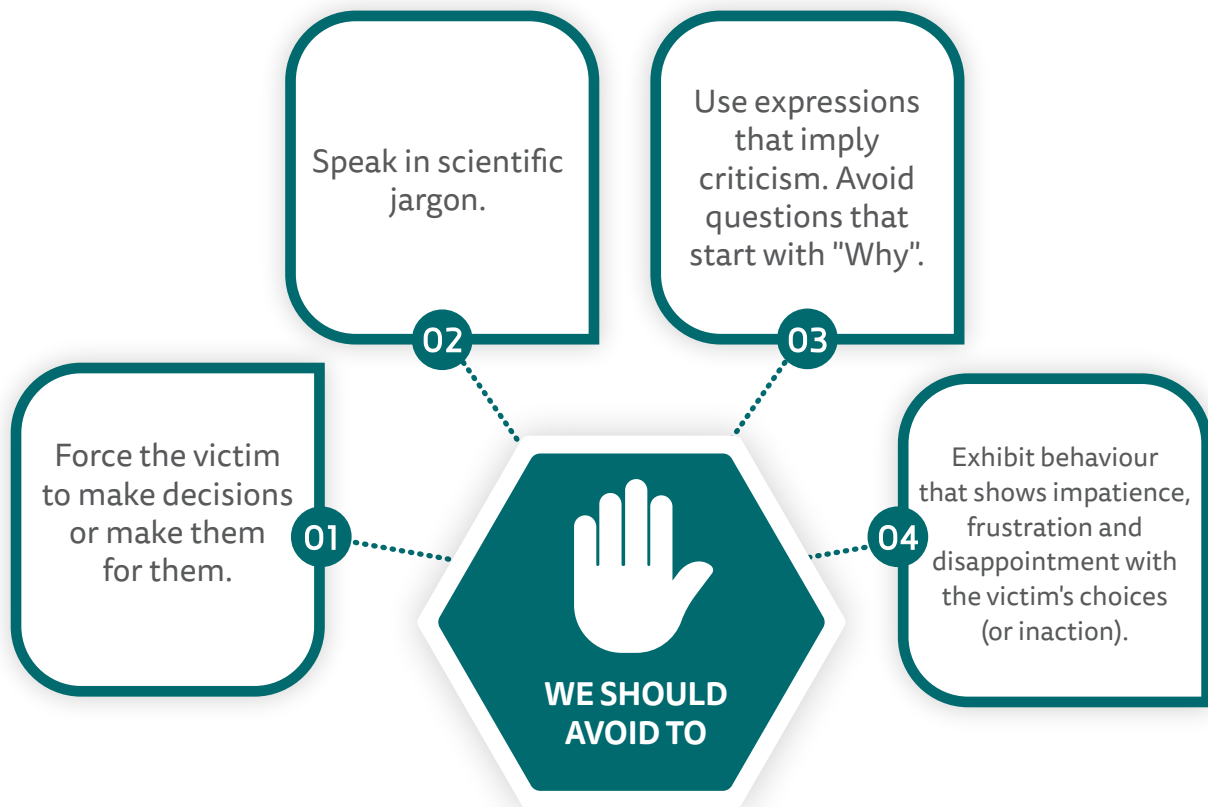 WE SHOULD
AVOID TO
01
Force the victim
to make decisions
or make them
for them.
02
Speak in scientific
jargon.
03
Use expressions
that imply
criticism. Avoid
questions that
start with "Why".
04
Exhibit behaviour
that shows impatience,
frustration and
disappointment with
the victim's choices
(or inaction).